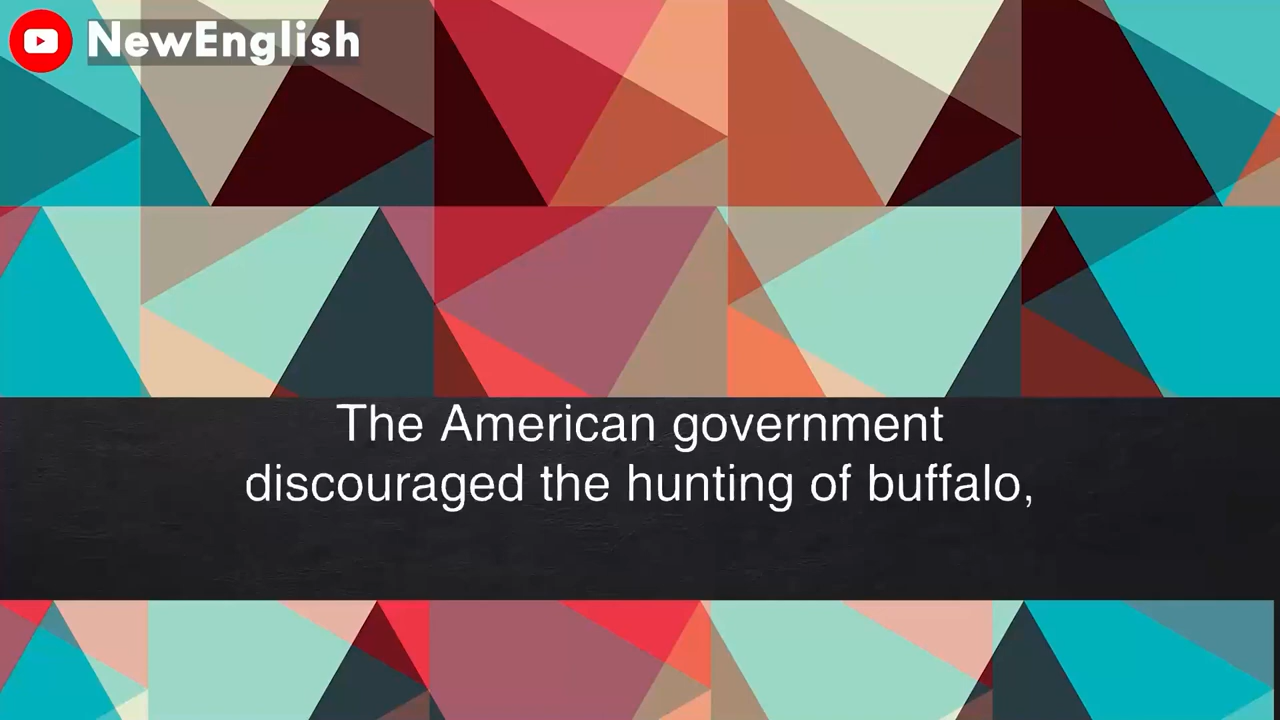 NewEnglish
The American government
discouraged the hunting of buffalo,